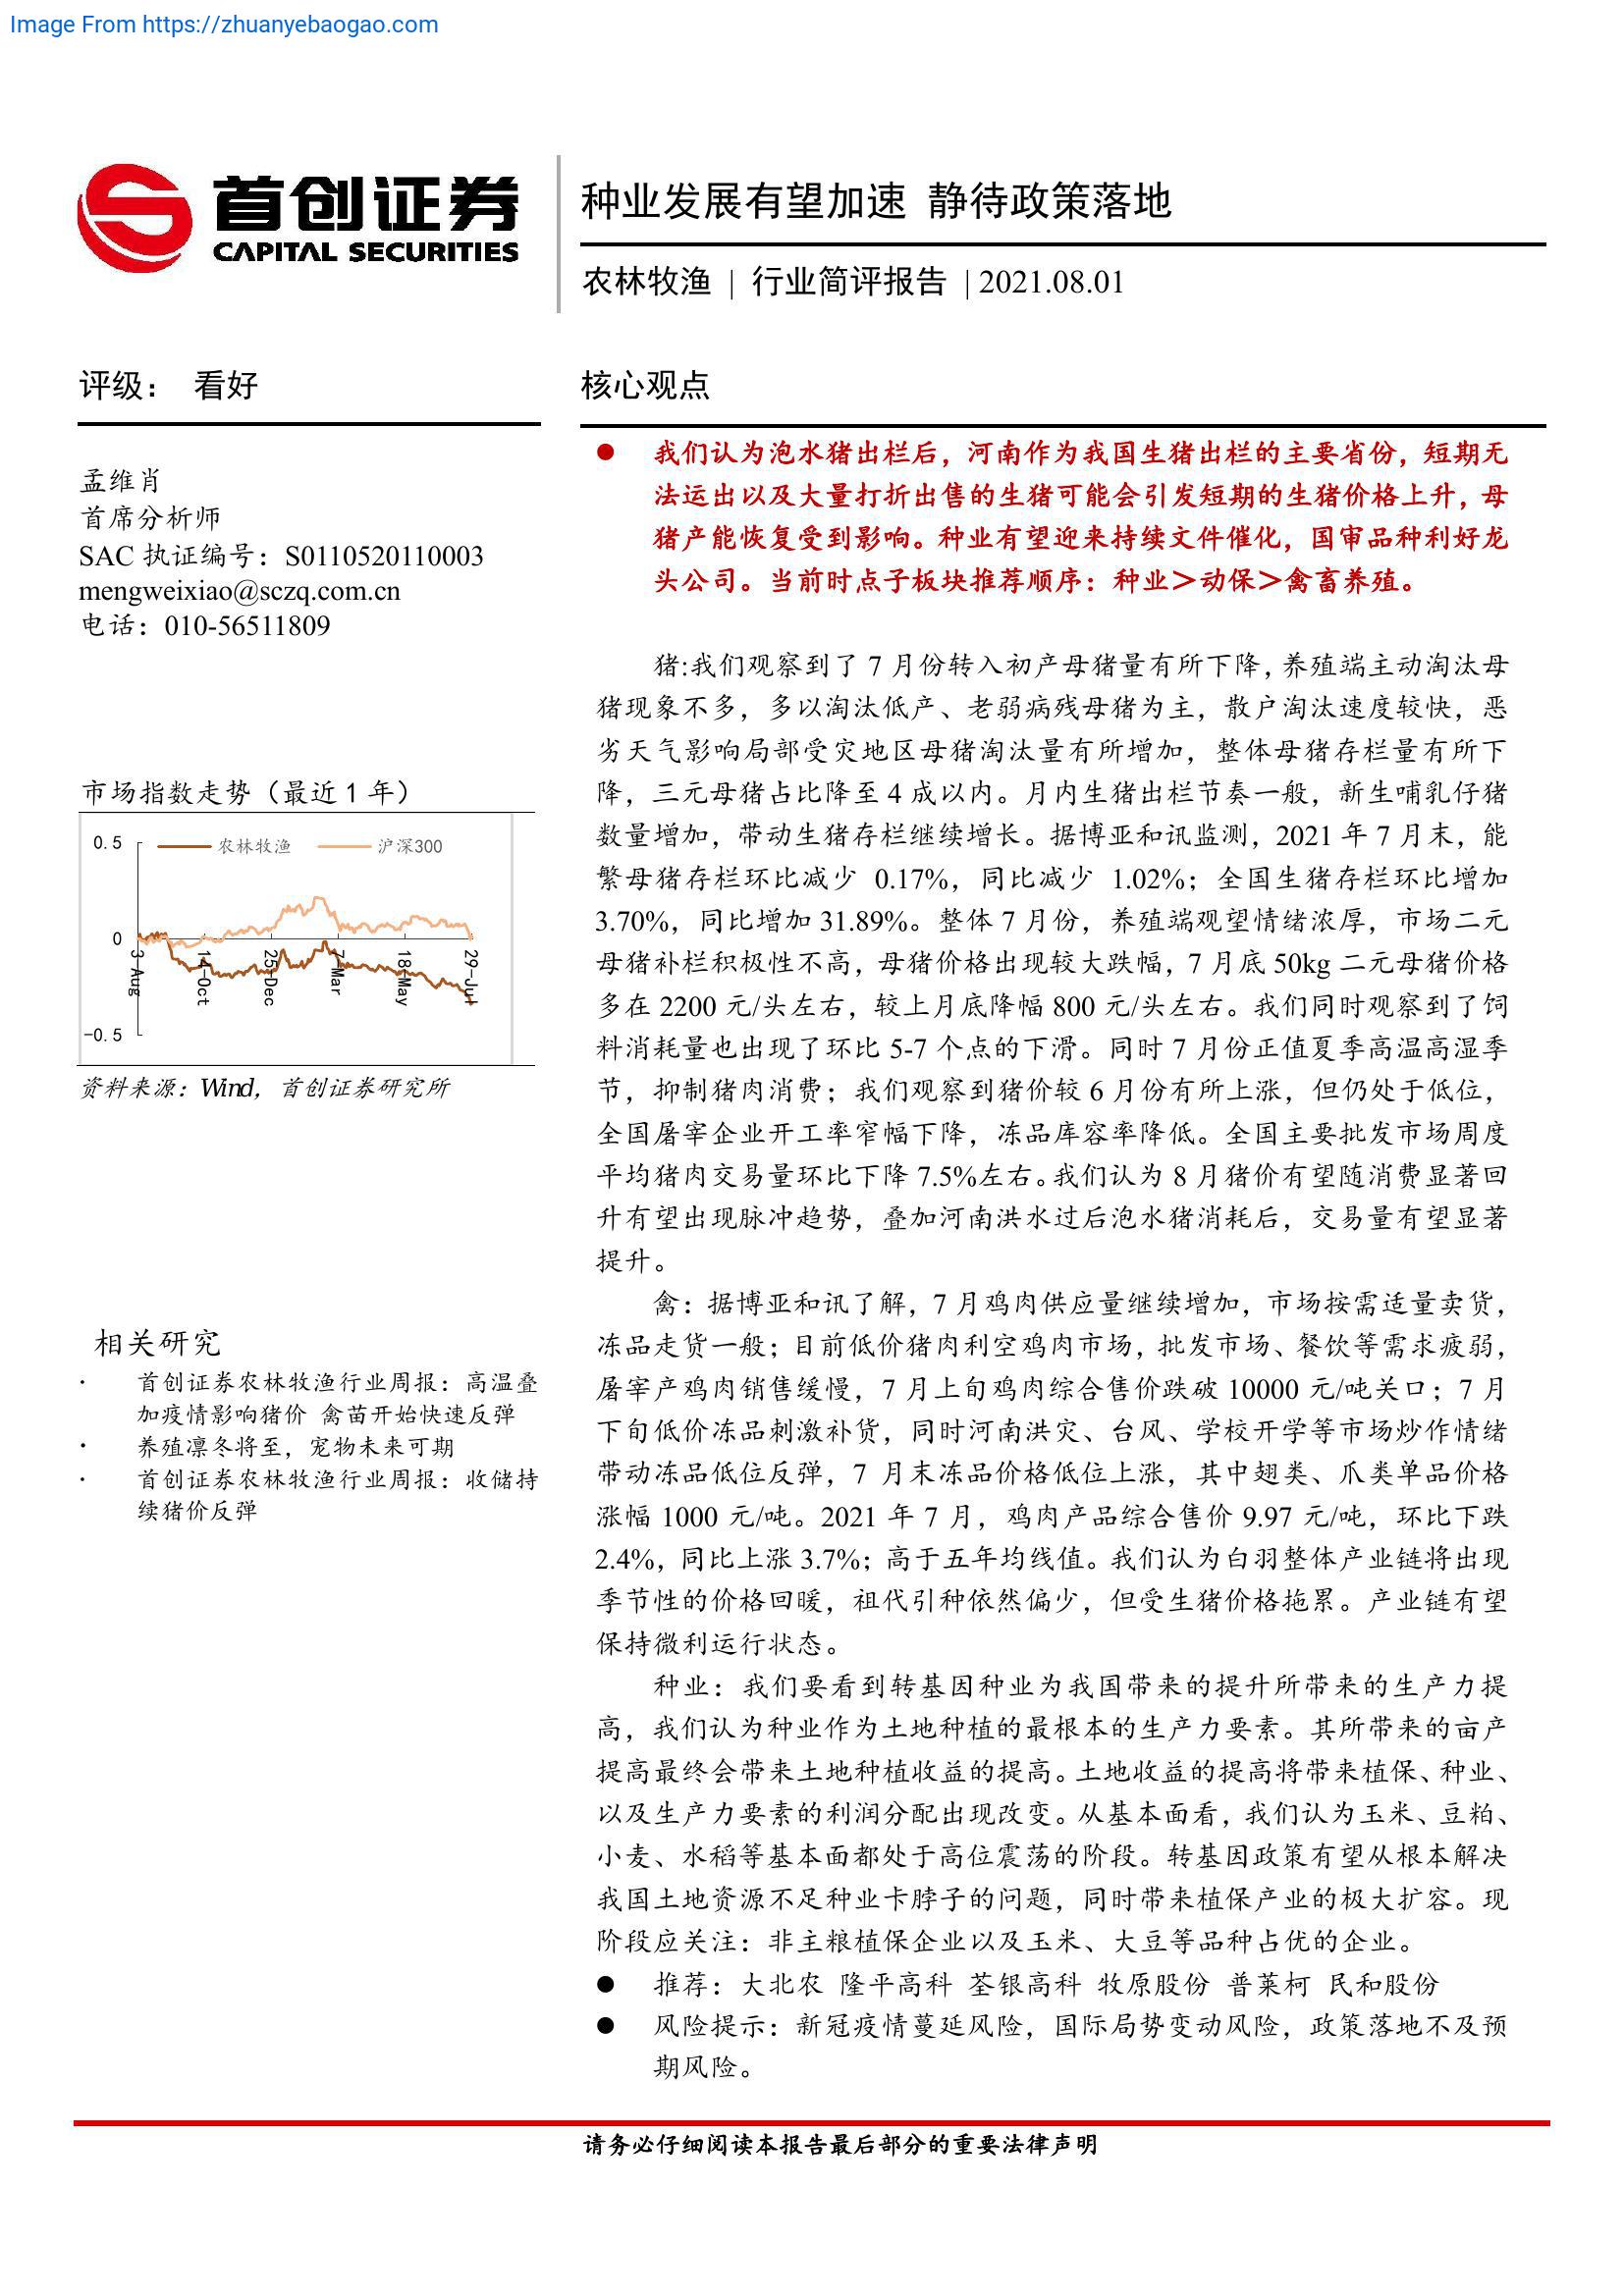 Image From https://zhuanyebaogao.com
首创证券
CAPITAL SECURITIES
种业发展有望加速 静待政策落地
农林牧渔 | 行业简评报告 | 2021.08.01
评级： 看好
孟维肖
首席分析师
SAC 执证编号：S0110520110003
mengweixiao@sczq.com.cn
电话：010-56511809
市场指数走势（最近 1 年）
农林牧渔 沪深300
0.5
0
-0.5
3-Aug
14-Oct
25-Dec
7-Mar
18-May
29-Jul
资料来源：Wind，首创证券研究所
相关研究
· 首创证券农林牧渔行业周报：高温叠
加疫情影响猪价 禽苗开始快速反弹
· 养殖凛冬将至，宠物未来可期
· 首创证券农林牧渔行业周报：收储持
续猪价反弹
核心观点
● 我们认为泡水猪出栏后，河南作为我国生猪出栏的主要省份，短期无
法运出以及大量打折出售的生猪可能会引发短期的生猪价格上升，母
猪产能恢复受到影响。种业有望迎来持续文件催化，国审品种利好龙
头公司。当前时点子板块推荐顺序：种业＞动保＞禽畜养殖。
猪:我们观察到了 7 月份转入初产母猪量有所下降，养殖端主动淘汰母
猪现象不多，多以淘汰低产、老弱病残母猪为主，散户淘汰速度较快，恶
劣天气影响局部受灾地区母猪淘汰量有所增加，整体母猪存栏量有所下
降，三元母猪占比降至 4 成以内。月内生猪出栏节奏一般，新生哺乳仔猪
数量增加，带动生猪存栏继续增长。据博亚和讯监测，2021 年 7 月末，能
繁母猪存栏环比减少 0.17%，同比减少 1.02%；全国生猪存栏环比增加
3.70%，同比增加 31.89%。整体 7 月份，养殖端观望情绪浓厚，市场二元
母猪补栏积极性不高，母猪价格出现较大跌幅，7 月底 50kg 二元母猪价格
多在 2200 元/头左右，较上月底降幅 800 元/头左右。我们同时观察到了饲
料消耗量也出现了环比 5-7 个点的下滑。同时 7 月份正值夏季高温高湿季
节，抑制猪肉消费；我们观察到猪价较 6 月份有所上涨，但仍处于低位，
全国屠宰企业开工率窄幅下降，冻品库容率降低。全国主要批发市场周度
平均猪肉交易量环比下降 7.5%左右。我们认为 8 月猪价有望随消费显著回
升有望出现脉冲趋势，叠加河南洪水过后泡水猪消耗后，交易量有望显著
提升。
禽：据博亚和讯了解，7 月鸡肉供应量继续增加，市场按需适量卖货，
冻品走货一般；目前低价猪肉利空鸡肉市场，批发市场、餐饮等需求疲弱，
屠宰产鸡肉销售缓慢，7 月上旬鸡肉综合售价跌破 10000 元/吨关口；7 月
下旬低价冻品刺激补货，同时河南洪灾、台风、学校开学等市场炒作情绪
带动冻品低位反弹，7 月末冻品价格低位上涨，其中翅类、爪类单品价格
涨幅 1000 元/吨。2021 年 7 月，鸡肉产品综合售价 9.97 元/吨，环比下跌
2.4%，同比上涨 3.7%；高于五年均线值。我们认为白羽整体产业链将出现
季节性的价格回暖，祖代引种依然偏少，但受生猪价格拖累。产业链有望
保持微利运行状态。
种业：我们要看到转基因种业为我国带来的提升所带来的生产力提
高，我们认为种业作为土地种植的最根本的生产力要素。其所带来的亩产
提高最终会带来土地种植收益的提高。土地收益的提高将带来植保、种业、
以及生产力要素的利润分配出现改变。从基本面看，我们认为玉米、豆粕、
小麦、水稻等基本面都处于高位震荡的阶段。转基因政策有望从根本解决
我国土地资源不足种业卡脖子的问题，同时带来植保产业的极大扩容。现
阶段应关注：非主粮植保企业以及玉米、大豆等品种占优的企业。
● 推荐：大北农 隆平高科 荃银高科 牧原股份 普莱柯 民和股份
● 风险提示：新冠疫情蔓延风险，国际局势变动风险，政策落地不及预
期风险。
请务必仔细阅读本报告最后部分的重要法律声明